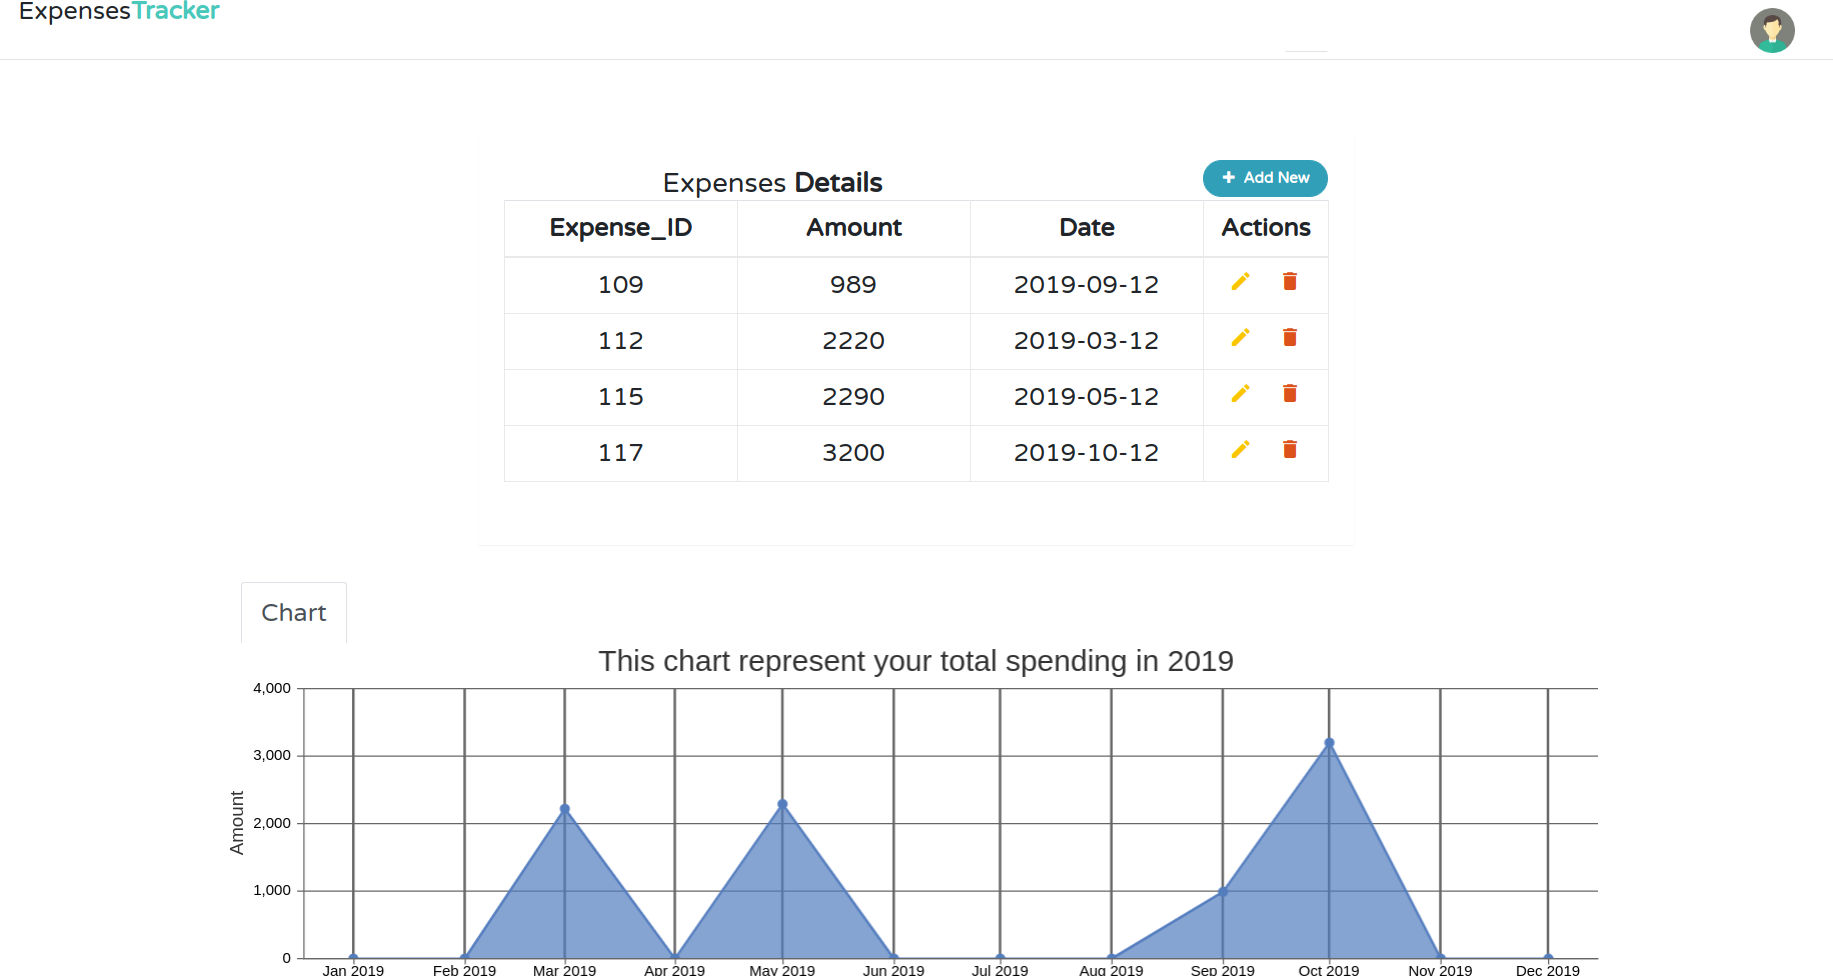 ExpensesTracker
Expenses Details
Add New
Expense_ID Amount Date Actions
109 989 2019-09-12
112 2220 2019-03-12
115 2290 2019-05-12
117 3200 2019-10-12
Chart
This chart represent your total spending in 2019
4,000
3,000
2,000
1,000
0
Amount
Jan 2019 Feb 2019 Mar 2019 Apr 2019 May 2019 Jun 2019 Jul 2019 Aug 2019 Sep 2019 Oct 2019 Nov 2019 Dec 2019